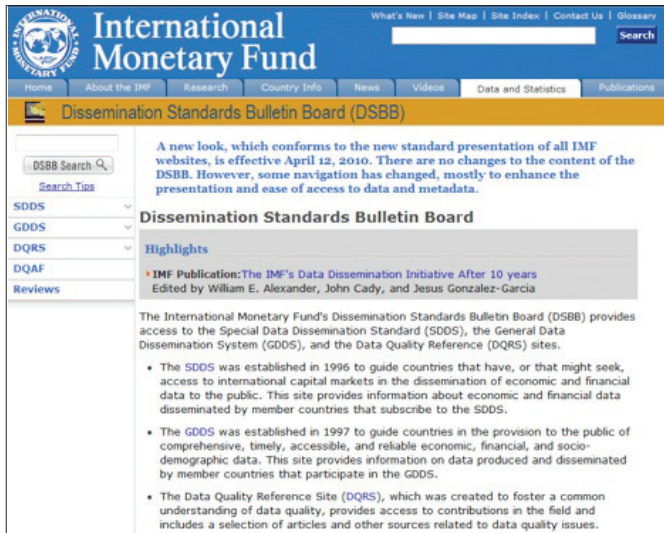 What's New | Site Map | Site Index | Contact Us | Glossary
INTERNATIONAL MONETARY FUND
International
Monetary Fund
Search
Home
About the IMF
Research
Country Info
News
Videos
Data and Statistics
Publications
Dissemination Standards Bulletin Board (DSBB)
DSBB Search
Search Tips
SDDS
GDDS
DQRS
DQAF
Reviews
A new look, which conforms to the new standard presentation of all IMF
websites, is effective April 12, 2010. There are no changes to the content of the
DSBB. However, some navigation has changed, mostly to enhance the
presentation and ease of access to data and metadata.
Dissemination Standards Bulletin Board
Highlights
IMF Publication:The IMF's Data Dissemination Initiative After 10 years
Edited by William E. Alexander, John Cady, and Jesus Gonzalez-Garcia
The International Monetary Fund's Dissemination Standards Bulletin Board (DSBB) provides
access to the Special Data Dissemination Standard (SDDS), the General Data
Dissemination System (GDDS), and the Data Quality Reference (DQRS) sites.
• The SDDS was established in 1996 to guide countries that have, or that might seek,
access to international capital markets in the dissemination of economic and financial
data to the public. This site provides information about economic and financial data
disseminated by member countries that subscribe to the SDDS.
• The GDDS was established in 1997 to guide countries in the provision to the public of
comprehensive, timely, accessible, and reliable economic, financial, and socio-
demographic data. This site provides information on data produced and disseminated
by member countries that participate in the GDDS.
• The Data Quality Reference Site (DQRS), which was created to foster a common
understanding of data quality, provides access to contributions in the field and
includes a selection of articles and other sources related to data quality issues.